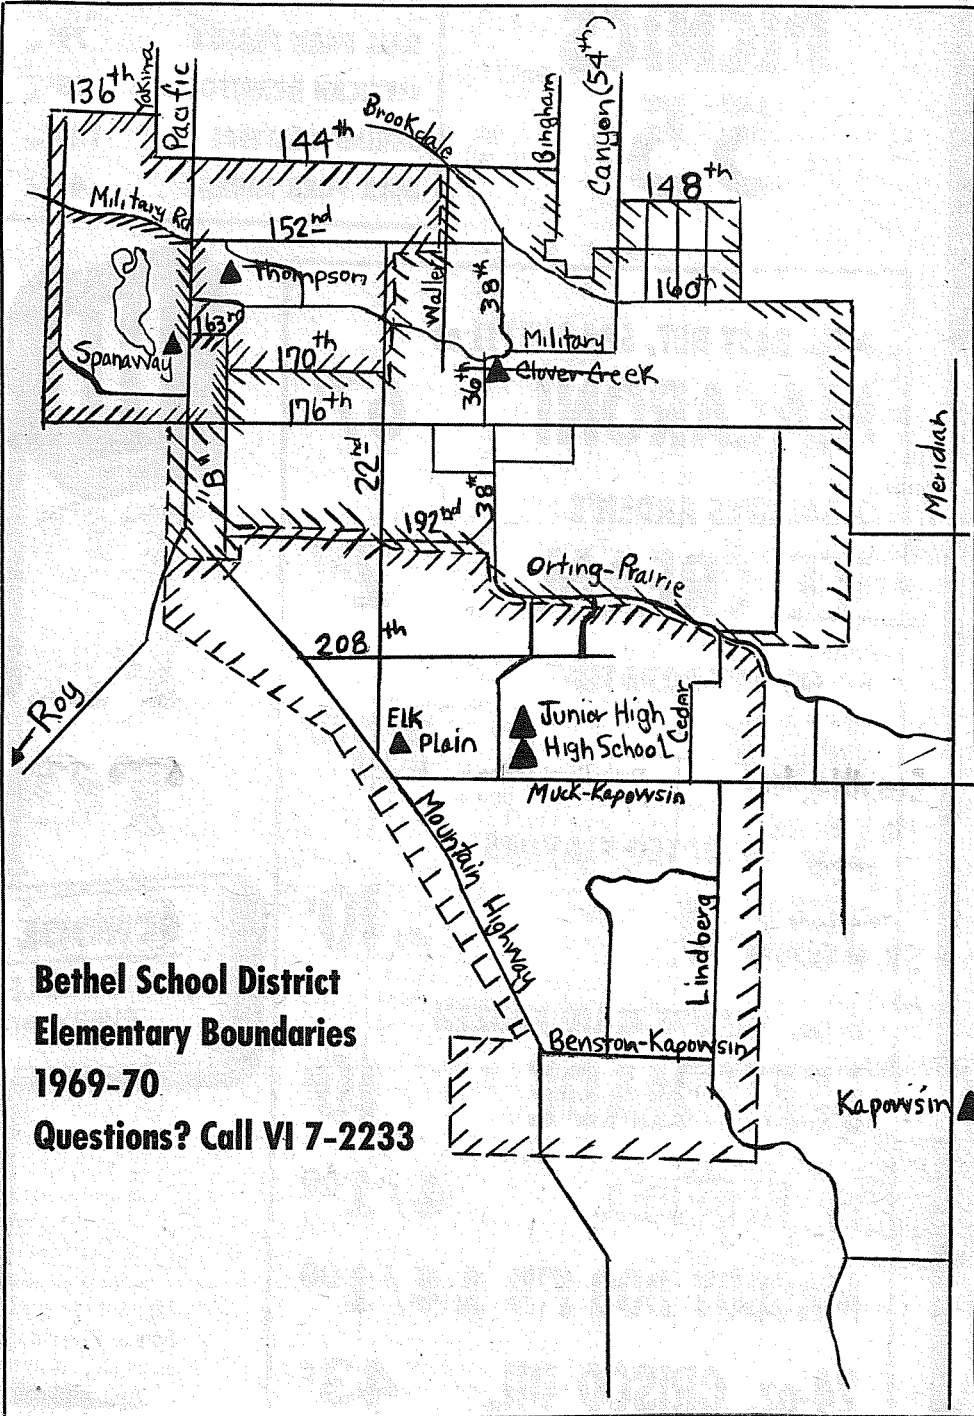 136th
Yakima
Pacific
144th
Brookdale
Bingham
Canyon (54th)
148th
Military Rd
152nd
Thompson
Waller
38th
160th
163rd
Military
Spanaway
170th
36th
Clover Creek
176th
Meridian
"B"
22nd
38th
192nd
Orting-Prairie
208th
Roy
Elk
Plain
Junior High
High School
Cedar
Muck-Kapowsin
Mountain Highway
Lindberg
Benston-Kapowsin
Kapowsin
Bethel School District
Elementary Boundaries
1969-70
Questions? Call VI 7-2233